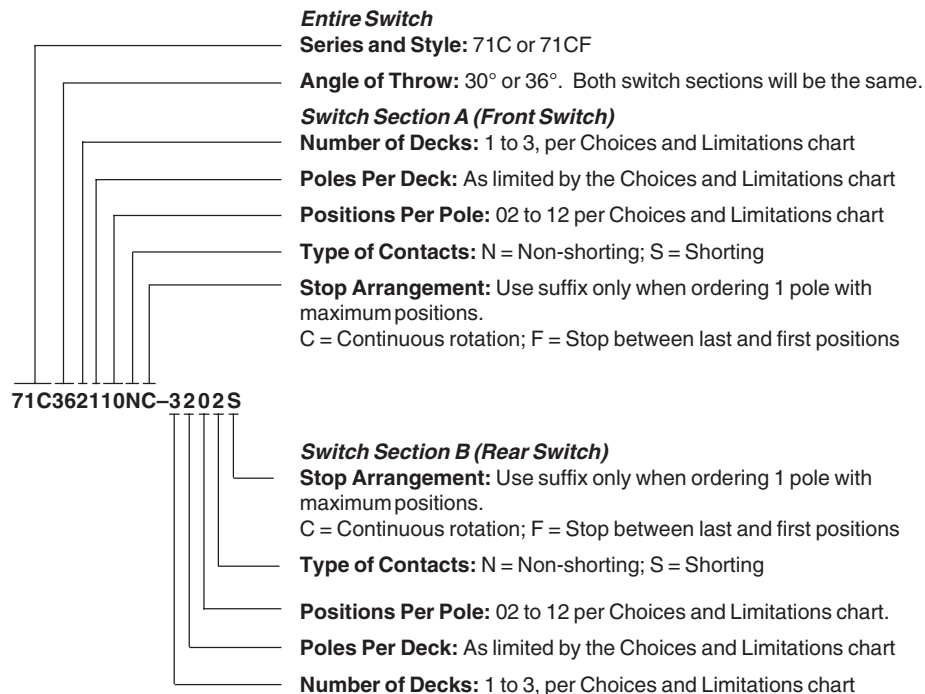 Entire Switch
Series and Style: 71C or 71CF
Angle of Throw: 30° or 36°. Both switch sections will be the same.
Switch Section A (Front Switch)
Number of Decks: 1 to 3, per Choices and Limitations chart
Poles Per Deck: As limited by the Choices and Limitations chart
Positions Per Pole: 02 to 12 per Choices and Limitations chart
Type of Contacts: N = Non-shorting; S = Shorting
Stop Arrangement: Use suffix only when ordering 1 pole with
maximum positions.
C = Continuous rotation; F = Stop between last and first positions
71C362110NC–3202S
Switch Section B (Rear Switch)
Stop Arrangement: Use suffix only when ordering 1 pole with
maximum positions.
C = Continuous rotation; F = Stop between last and first positions
Type of Contacts: N = Non-shorting; S = Shorting
Positions Per Pole: 02 to 12 per Choices and Limitations chart.
Poles Per Deck: As limited by the Choices and Limitations chart
Number of Decks: 1 to 3, per Choices and Limitations chart